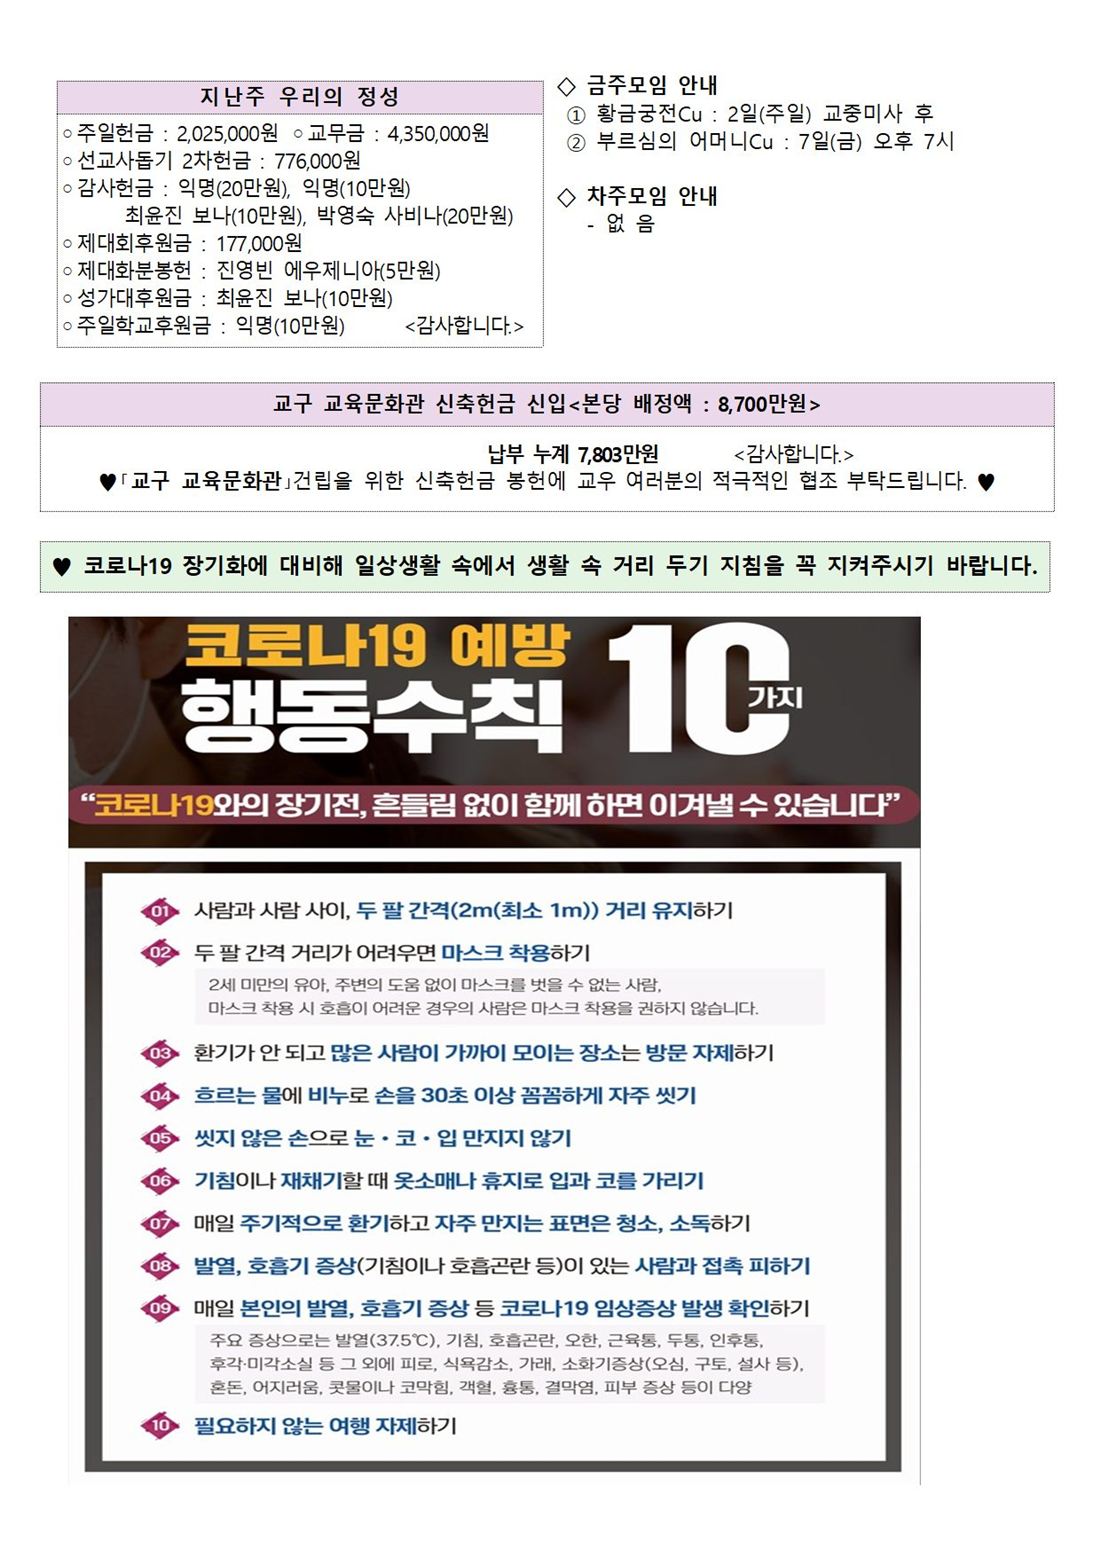 지난주 우리의 정성
○ 주일헌금 : 2,025,000원 ○ 교무금 : 4,350,000원
○ 선교사돕기 2차헌금 : 776,000원
○ 감사헌금 : 익명(20만원), 익명(10만원)
최윤진 보나(10만원), 박영숙 사비나(20만원)
○ 제대회후원금 : 177,000원
○ 제대화분봉헌 : 진영빈 에우제니아(5만원)
○ 성가대후원금 : 최윤진 보나(10만원)
○ 주일학교후원금 : 익명(10만원) <감사합니다.>
◇ 금주모임 안내
① 황금궁전Cu : 2일(주일) 교중미사 후
② 부르심의 어머니Cu : 7일(금) 오후 7시
◇ 차주모임 안내
- 없 음
교구 교육문화관 신축헌금 신입<본당 배정액 : 8,700만원>
납부 누계 7,803만원 <감사합니다.>
♥「교구 교육문화관」건립을 위한 신축헌금 봉헌에 교우 여러분의 적극적인 협조 부탁드립니다. ♥
♥ 코로나19 장기화에 대비해 일상생활 속에서 생활 속 거리 두기 지침을 꼭 지켜주시기 바랍니다.
코로나19 예방
행동수칙 10가지
“코로나19와의 장기전, 흔들림 없이 함께 하면 이겨낼 수 있습니다”
01 사람과 사람 사이, 두 팔 간격(2m(최소 1m)) 거리 유지하기
02 두 팔 간격 거리가 어려우면 마스크 착용하기
2세 미만의 유아, 주변의 도움 없이 마스크를 벗을 수 없는 사람,
마스크 착용 시 호흡이 어려운 경우의 사람은 마스크 착용을 권하지 않습니다.
03 환기가 안 되고 많은 사람이 가까이 모이는 장소는 방문 자제하기
04 흐르는 물에 비누로 손을 30초 이상 꼼꼼하게 자주 씻기
05 씻지 않은 손으로 눈・코・입 만지지 않기
06 기침이나 재채기할 때 옷소매나 휴지로 입과 코를 가리기
07 매일 주기적으로 환기하고 자주 만지는 표면은 청소, 소독하기
08 발열, 호흡기 증상(기침이나 호흡곤란 등)이 있는 사람과 접촉 피하기
09 매일 본인의 발열, 호흡기 증상 등 코로나19 임상증상 발생 확인하기
주요 증상으로는 발열(37.5℃), 기침, 호흡곤란, 오한, 근육통, 두통, 인후통,
후각·미각소실 등 그 외에 피로, 식욕감소, 가래, 소화기증상(오심, 구토, 설사 등),
혼돈, 어지러움, 콧물이나 코막힘, 객혈, 흉통, 결막염, 피부 증상 등이 다양
10 필요하지 않는 여행 자제하기